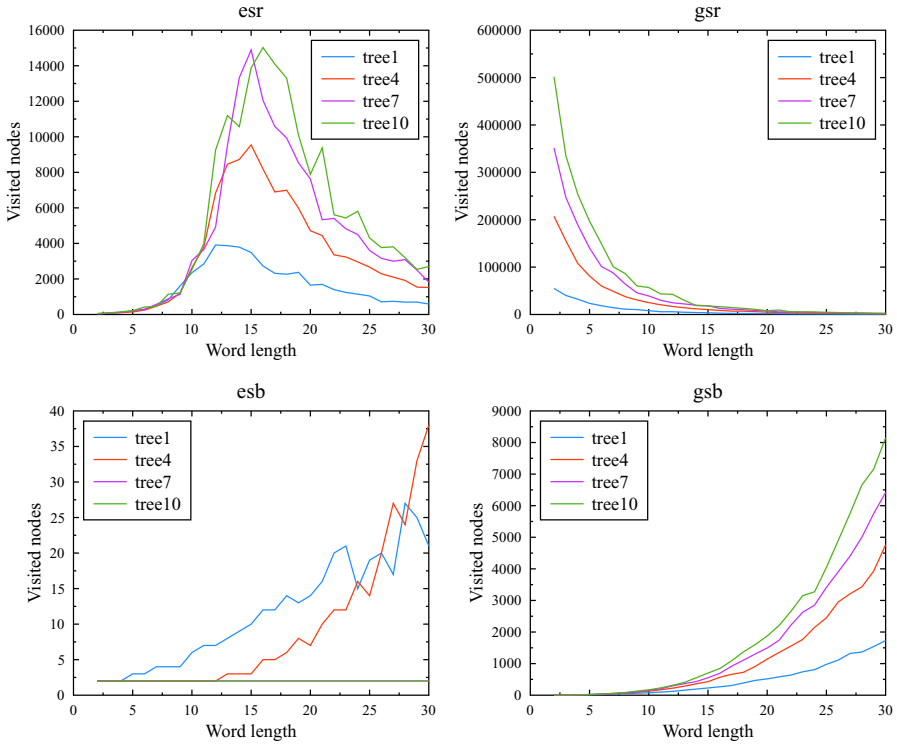 esr
Visited nodes
16000
14000
12000
10000
8000
6000
4000
2000
0
tree1
tree4
tree7
tree10
0 5 10 15 20 25 30
Word length
gsr
Visited nodes
600000
500000
400000
300000
200000
100000
0
tree1
tree4
tree7
tree10
0 5 10 15 20 25 30
Word length
esb
Visited nodes
40
35
30
25
20
15
10
5
0
tree1
tree4
tree7
tree10
0 5 10 15 20 25 30
Word length
gsb
Visited nodes
9000
8000
7000
6000
5000
4000
3000
2000
1000
0
tree1
tree4
tree7
tree10
0 5 10 15 20 25 30
Word length